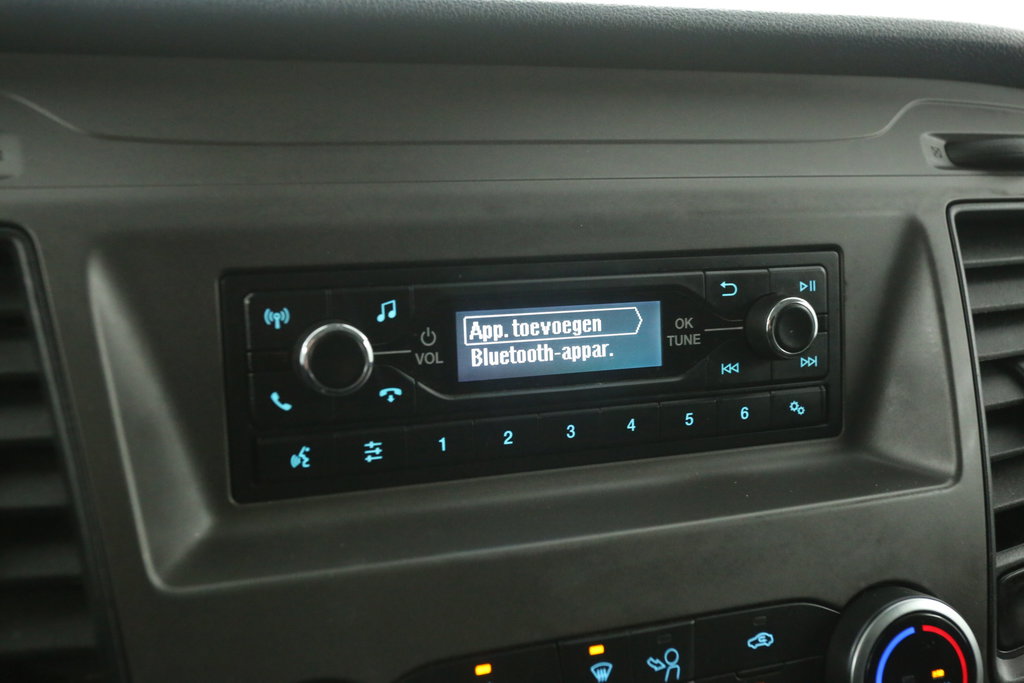 App. toevoegen
Bluetooth-appar.
VOL
OK
TUNE
1 2 3 4 5 6